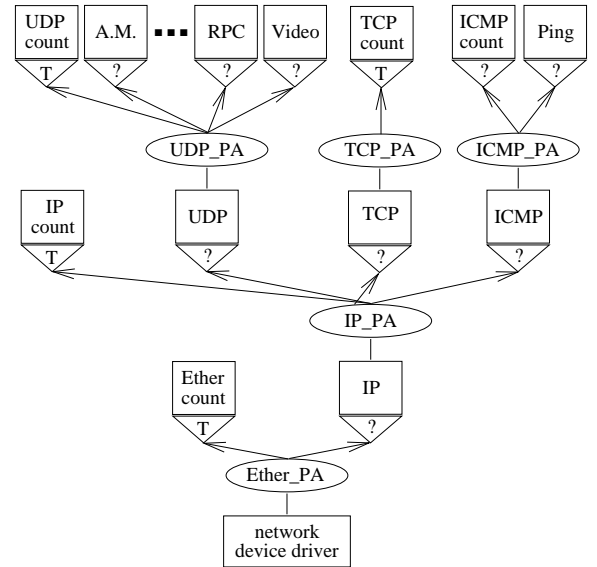 UDP count
A.M.
RPC
Video
TCP count
ICMP count
Ping
T
?
?
?
T
?
?
UDP_PA
TCP_PA
ICMP_PA
IP count
UDP
TCP
ICMP
T
?
?
?
IP_PA
Ether count
IP
T
?
Ether_PA
network
device driver